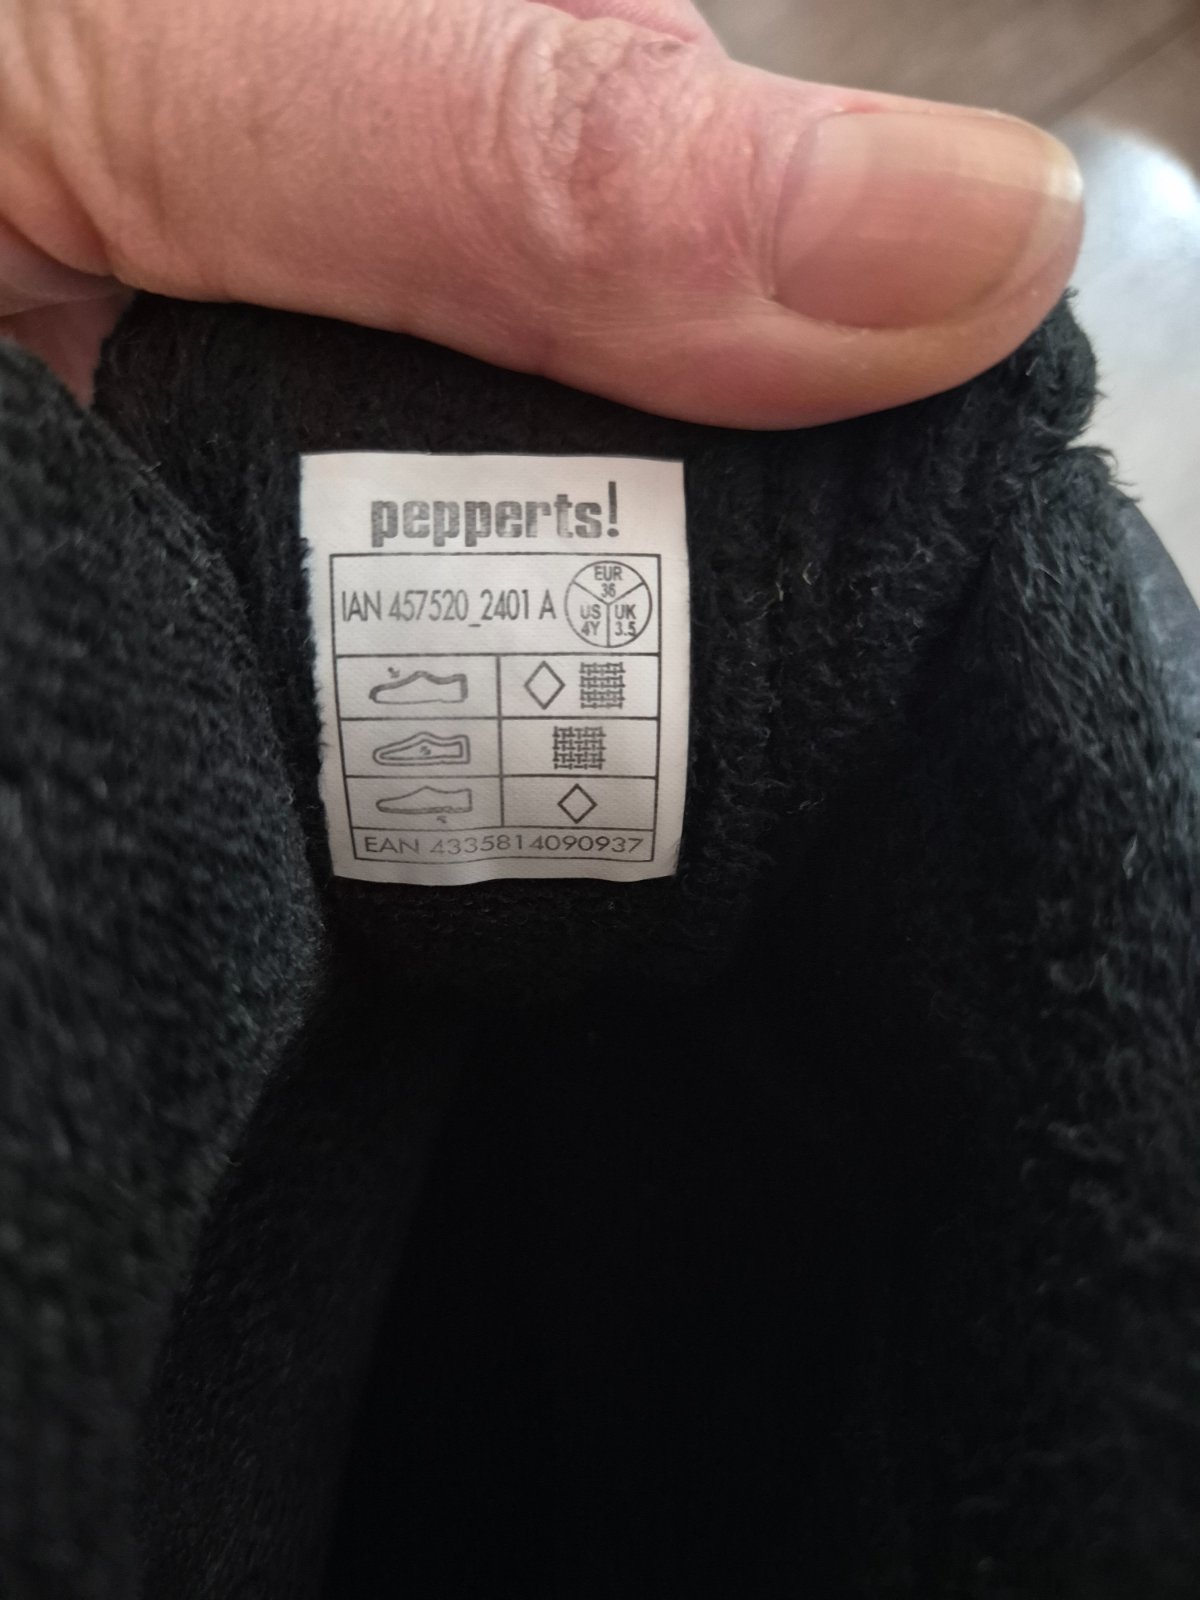 pepperts!
IAN 457520_2401 A
EUR
36
US
4Y
UK
3.5
EAN 4335814090937